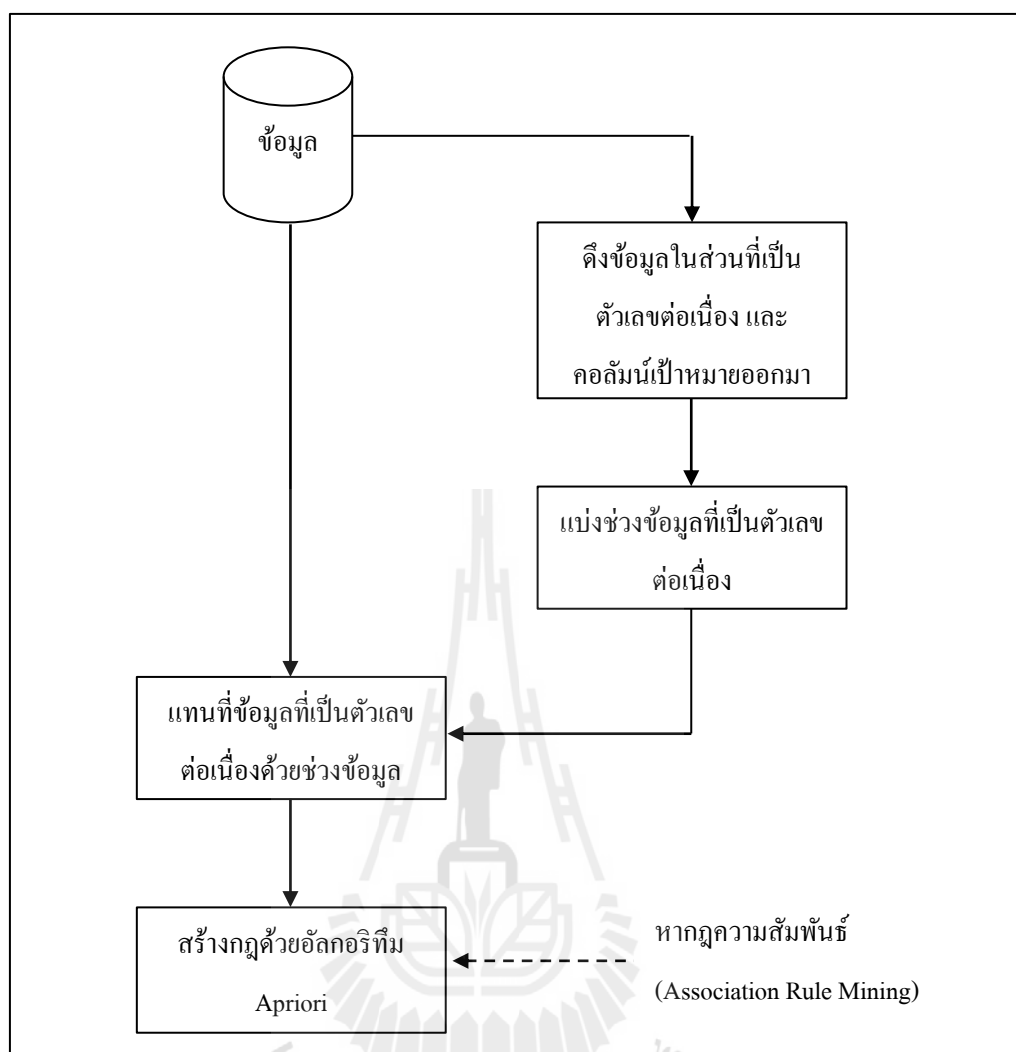 ข้อมูล
ดึงข้อมูลในส่วนที่เป็น
ตัวเลขต่อเนื่อง และ
คอลัมน์เป้าหมายออกมา
แบ่งช่วงข้อมูลที่เป็นตัวเลข
ต่อเนื่อง
แทนที่ข้อมูลที่เป็นตัวเลข
ต่อเนื่องด้วยช่วงข้อมูล
สร้างกฎด้วยอัลกอริทึม
Apriori
หากฎความสัมพันธ์
(Association Rule Mining)